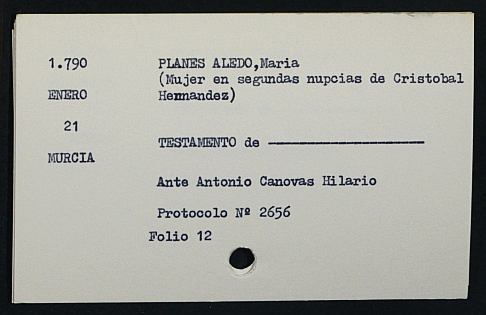 1.790
ENERO
21
MURCIA
PLANES ALEDO,Maria
(Mujer en segundas nupcias de Cristobal
Hernandez)
TESTAMENTO de ————————
Ante Antonio Canovas Hilario
Protocolo Nº 2656
Folio 12